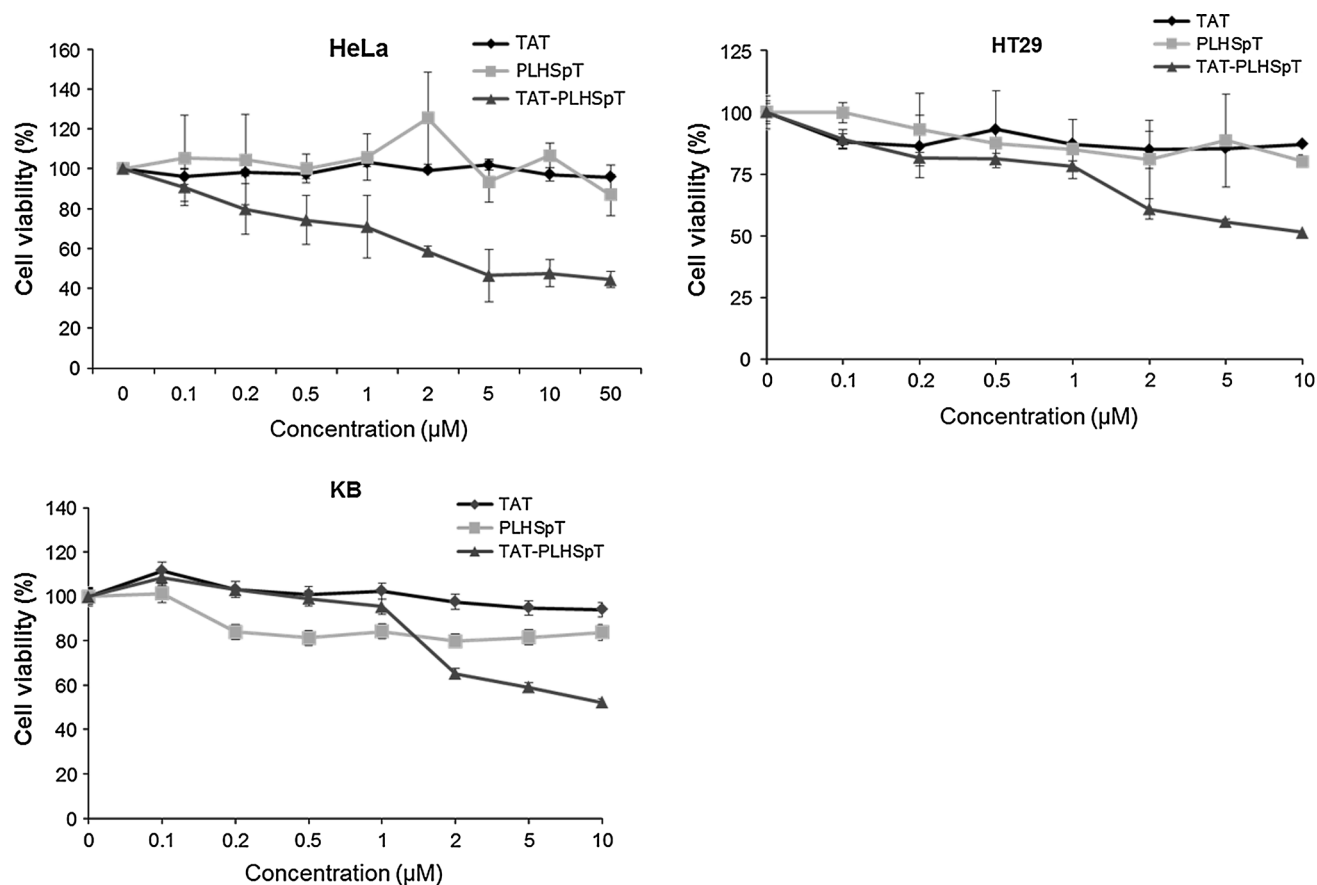 HeLa
TAT
PLHSpT
TAT-PLHSpT
160
140
120
100
80
60
40
20
0
Cell viability (%)
0 0.1 0.2 0.5 1 2 5 10 50
Concentration (µM)
HT29
TAT
PLHSpT
TAT-PLHSpT
125
100
75
50
25
0
Cell viability (%)
0 0.1 0.2 0.5 1 2 5 10
Concentration (µM)
KB
TAT
PLHSpT
TAT-PLHSpT
140
120
100
80
60
40
20
0
Cell viability (%)
0 0.1 0.2 0.5 1 2 5 10
Concentration (µM)